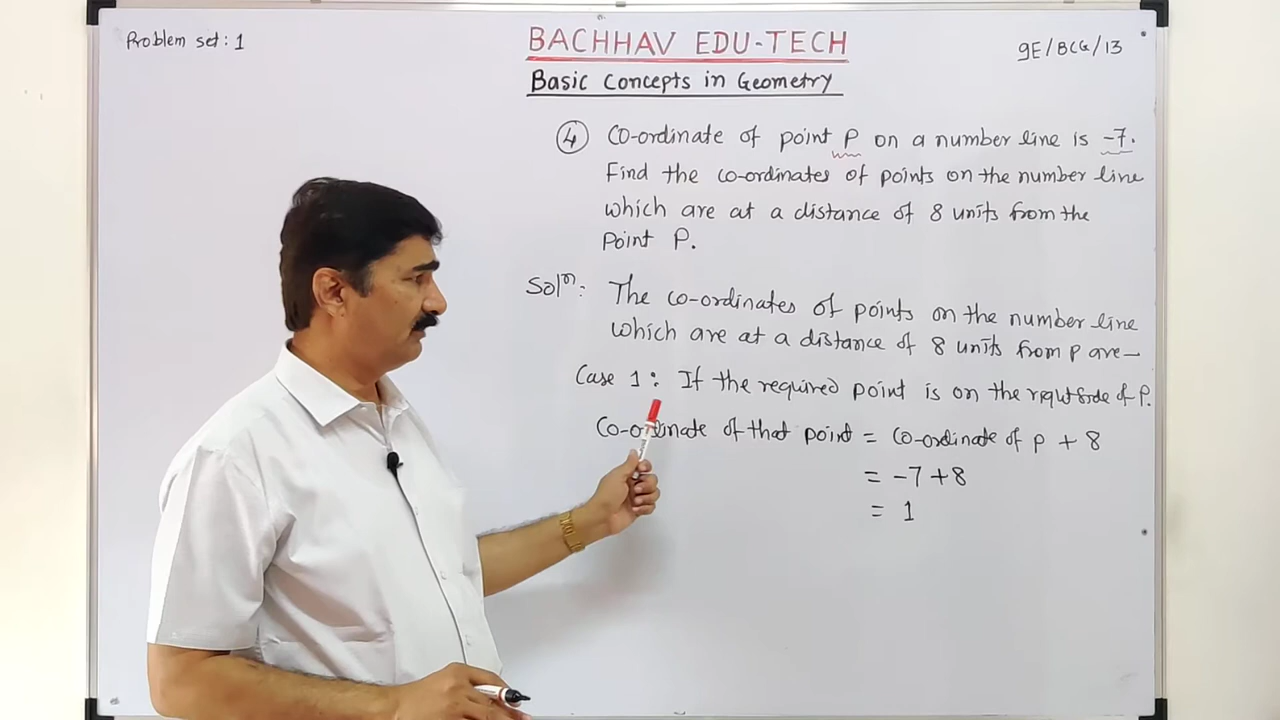 Problem set: 1
BACHHAV EDU-TECH
9E/BCG/13
Basic Concepts in Geometry
4 Co-ordinate of point P on a number line is -7.
Find the co-ordinates of points on the number line
which are at a distance of 8 units from the
point P.
Solⁿ: The co-ordinates of points on the number line
which are at a distance of 8 units from P are—
Case 1: If the required point is on the right side of P.
Co-ordinate of that point = Co-ordinate of P + 8
= -7+8
= 1